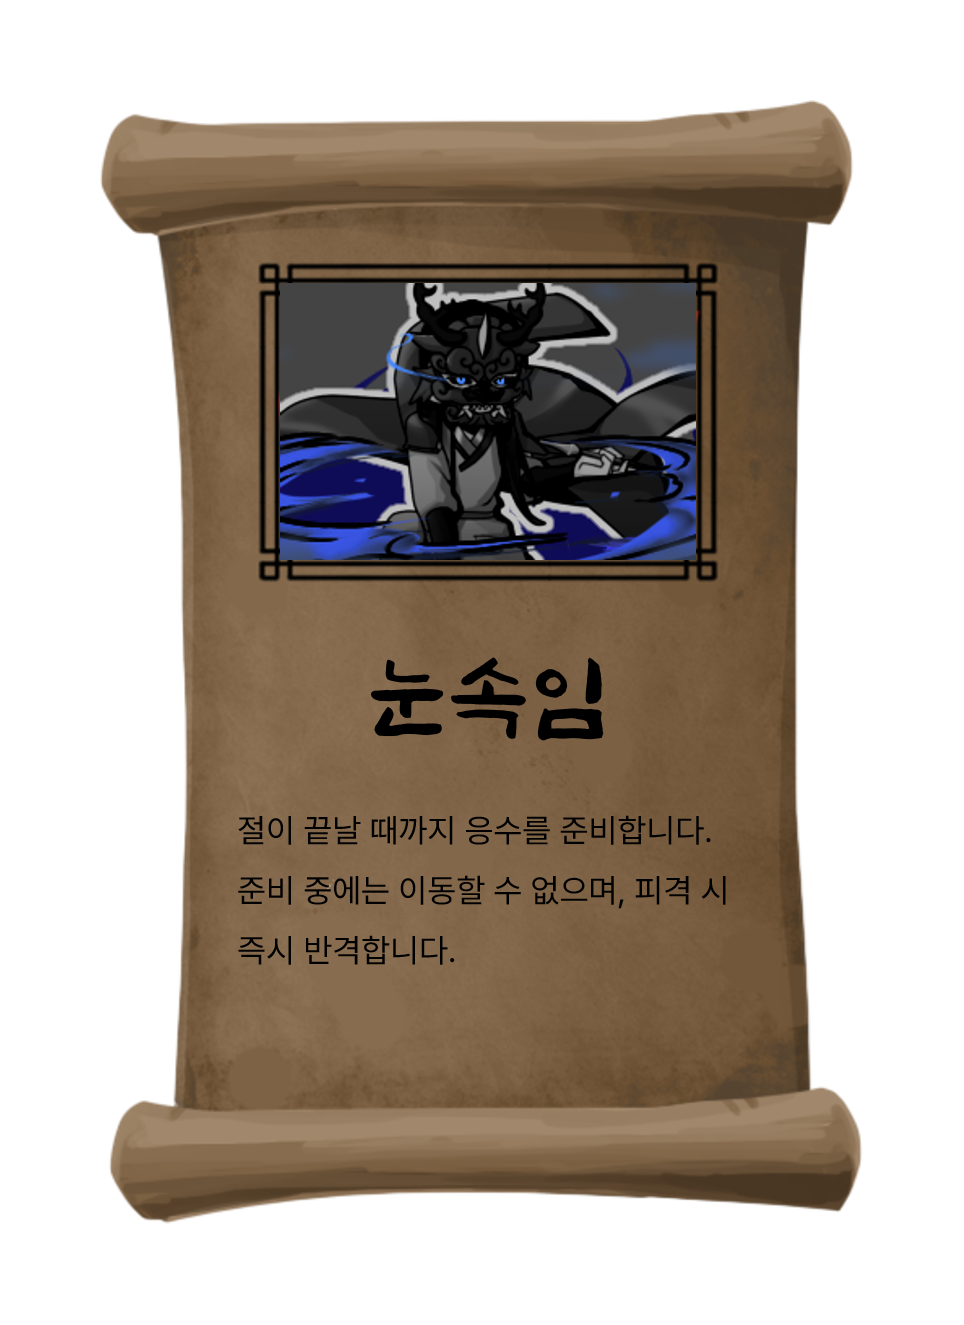 눈속임
절이 끝날 때까지 응수를 준비합니다.
준비 중에는 이동할 수 없으며, 피격 시
즉시 반격합니다.